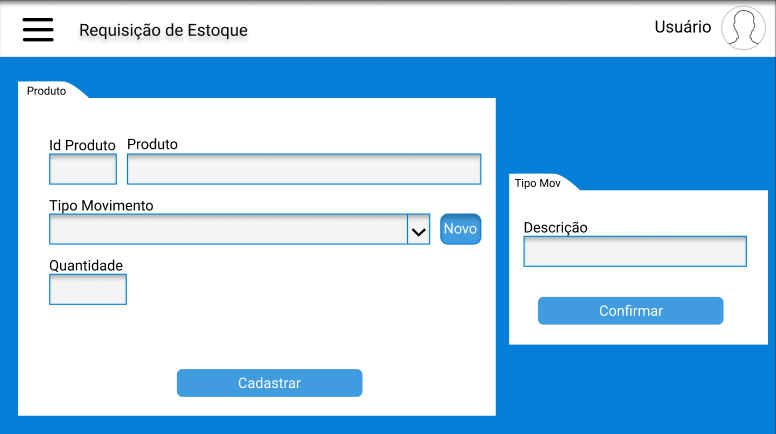 Requisição de Estoque
Usuário
Produto
Id Produto
Produto
Tipo Movimento
Novo
Quantidade
Cadastrar
Tipo Mov
Descrição
Confirmar